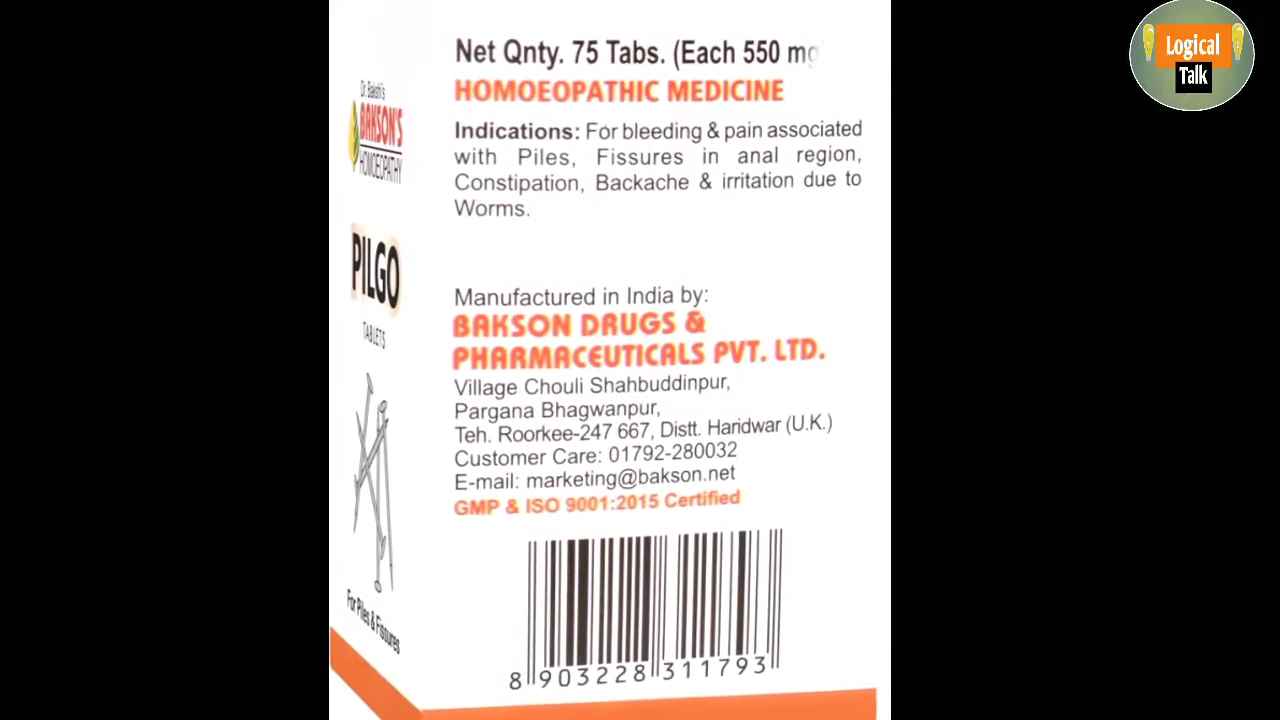 Logical
Talk
Net Qnty. 75 Tabs. (Each 550 mg
HOMOEOPATHIC MEDICINE
Indications: For bleeding & pain associated
with Piles, Fissures in anal region,
Constipation, Backache & irritation due to
Worms.
Manufactured in India by:
BAKSON DRUGS &
PHARMACEUTICALS PVT. LTD.
Village Chouli Shahbuddinpur,
Pargana Bhagwanpur,
Teh. Roorkee-247 667, Distt. Haridwar (U.K.)
Customer Care: 01792-280032
E-mail: marketing@bakson.net
GMP & ISO 9001:2015 Certified
8 903228 311793
Dr. Bakshi's
BAKSON'S
HOMOEOPATHY
PILGO
TABLETS
For Piles & Fissures